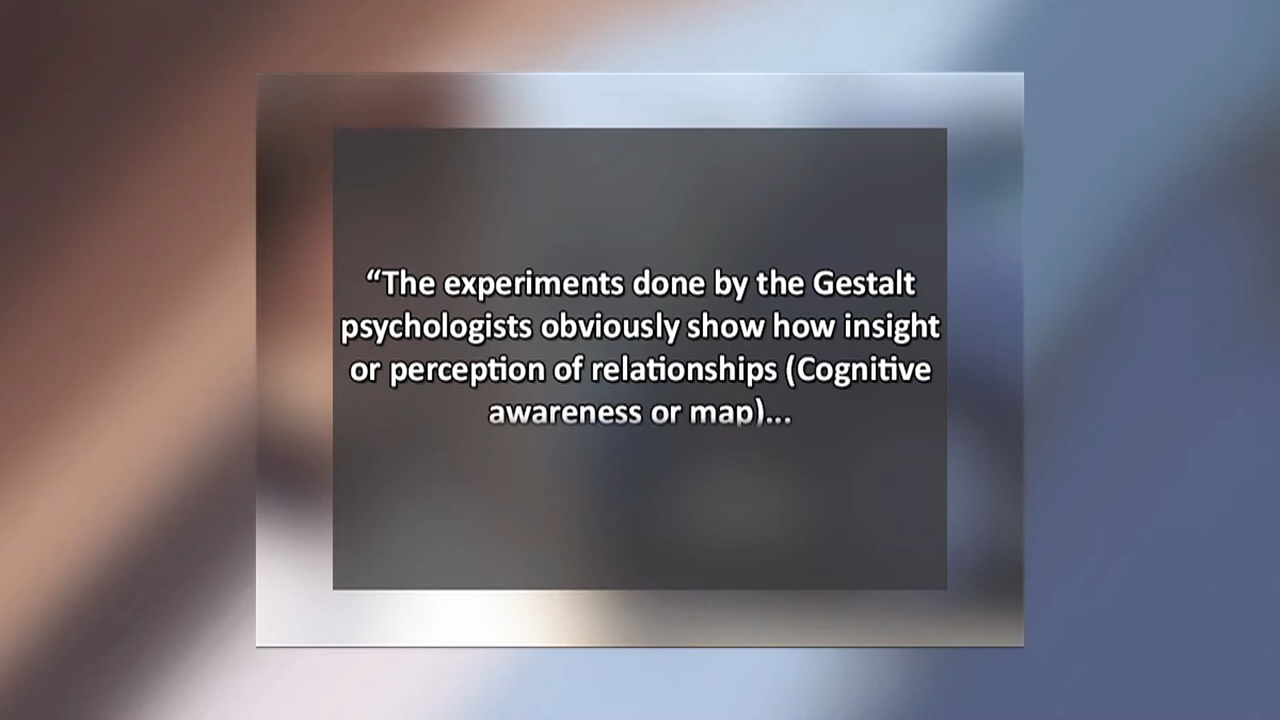 “The experiments done by the Gestalt
psychologists obviously show how insight
or perception of relationships (Cognitive
awareness or map)...